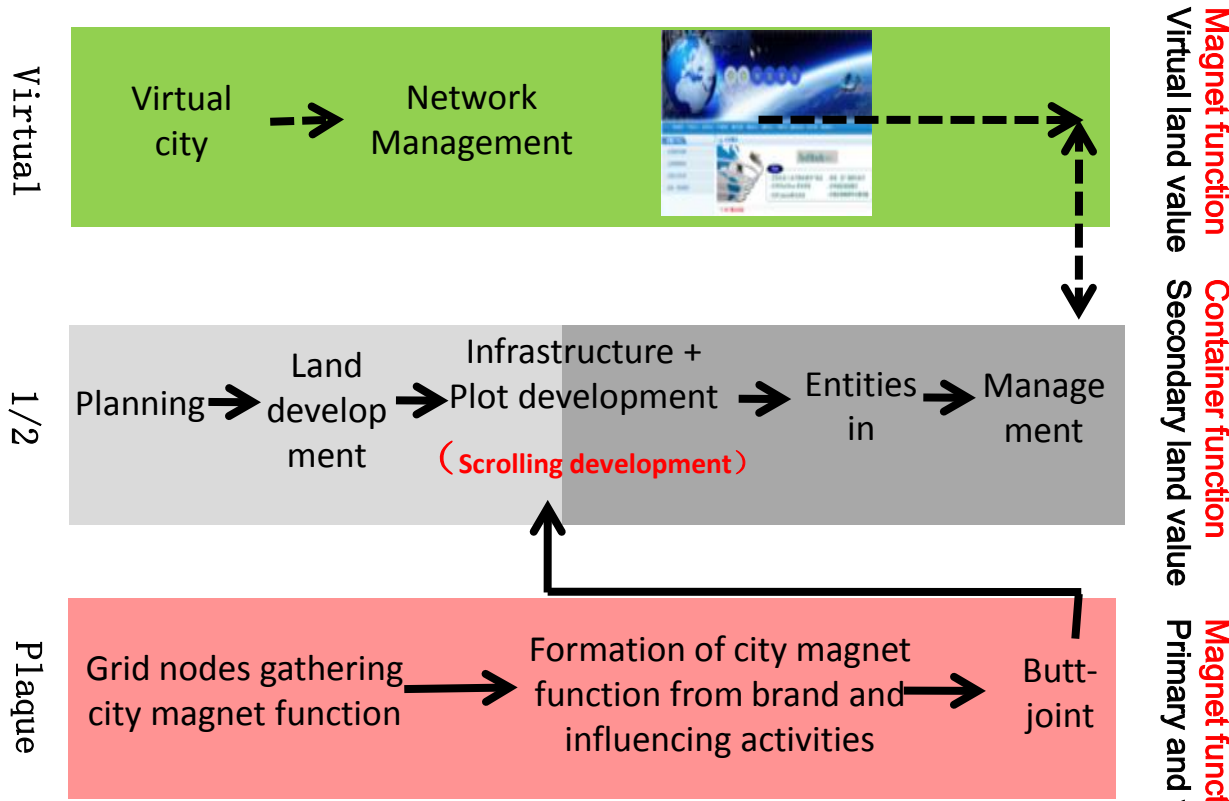 Virtual
Virtual
city
Network
Management
Magnet function
Virtual land value
1/2
Planning
Land
develop
ment
Infrastructure +
Plot development
（Scrolling development）
Entities
in
Manage
ment
Container function
Secondary land value
Plaque
Grid nodes gathering
city magnet function
Formation of city magnet
function from brand and
influencing activities
Butt-
joint
Magnet funct
Primary and